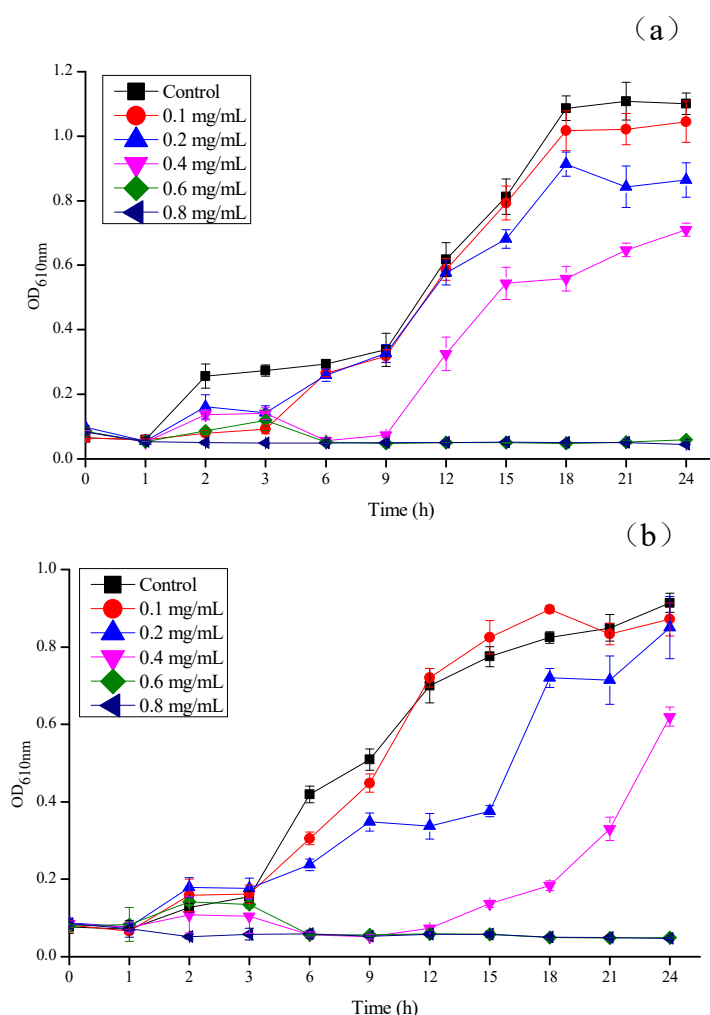 （a）
1.2
1.0
0.8
0.6
0.4
0.2
0.0
OD610nm
Control
0.1 mg/mL
0.2 mg/mL
0.4 mg/mL
0.6 mg/mL
0.8 mg/mL
0 1 2 3 6 9 12 15 18 21 24
Time (h)
（b）
1.0
0.8
0.6
0.4
0.2
0.0
OD610nm
Control
0.1 mg/mL
0.2 mg/mL
0.4 mg/mL
0.6 mg/mL
0.8 mg/mL
0 1 2 3 6 9 12 15 18 21 24
Time (h)